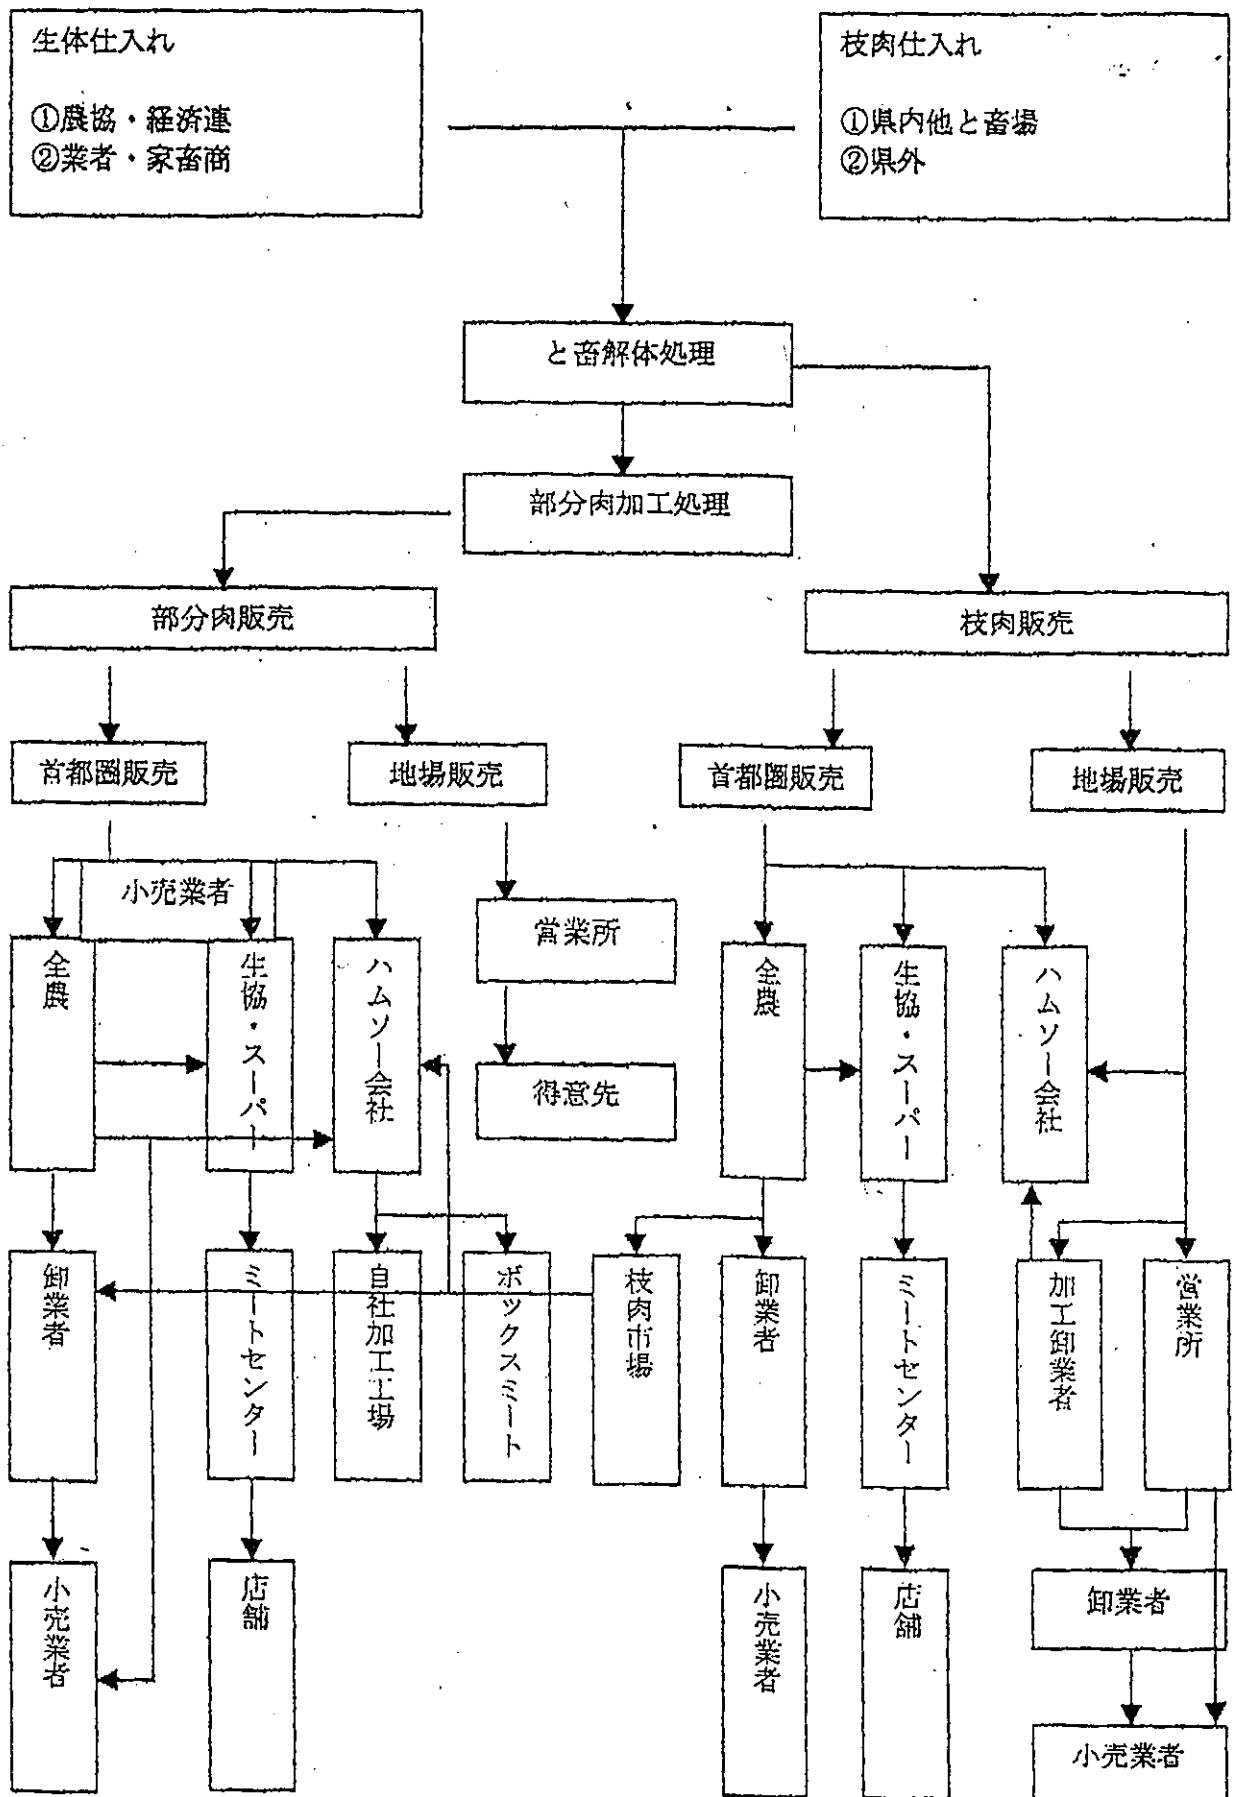 生体仕入れ
①農協・経済連
②業者・家畜商
枝肉仕入れ
①県内他と畜場
②県外
と畜解体処理
部分肉加工処理
部分肉販売
枝肉販売
首都圏販売
地場販売
首都圏販売
地場販売
小売業者
全農
生協・スーパー
ハムソー会社
営業所
得意先
全農
生協・スーパー
ハムソー会社
卸業者
ミートセンター
自社加工工場
ボックスミート
枝肉市場
卸業者
ミートセンター
加工卸業者
営業所
小売業者
店舗
小売業者
店舗
卸業者
小売業者